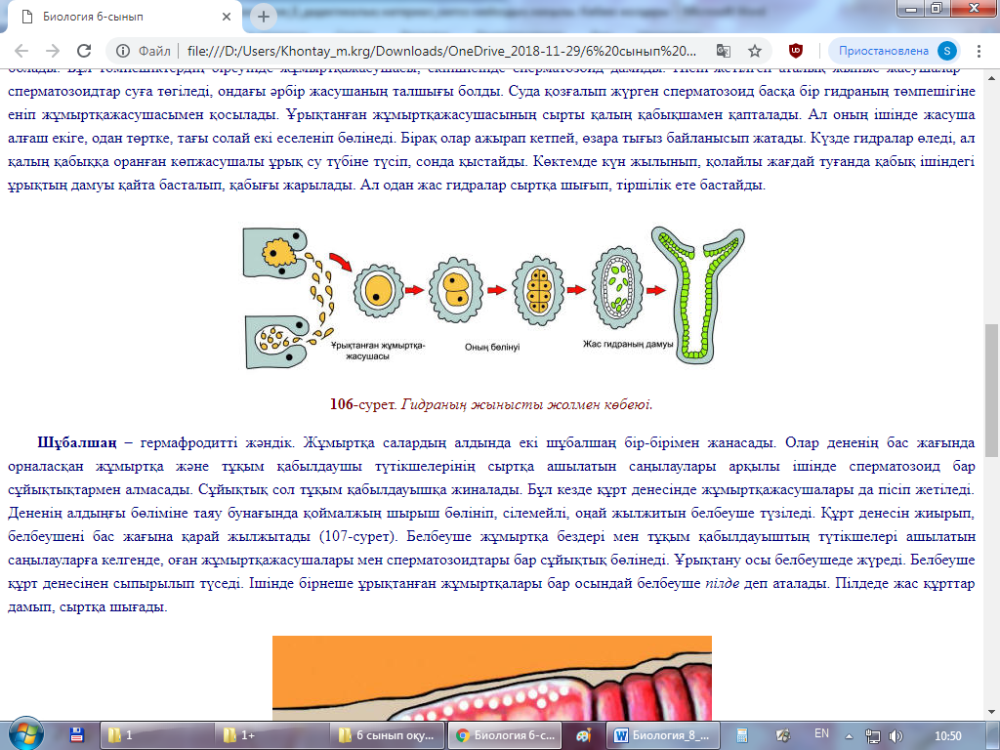 Биология 6-сынып
Файл
file:///D:/Users/Khontay_m.krg/Downloads/OneDrive_2018-11-29/6%20сынып%20...
Приостановлена
S
сперматозоидтар суға төгіледі, ондағы әрбір жасушаның талшығы болды. Суда қозғалып жүрген сперматозоид басқа бір гидраның төмпешігіне
еніп жұмыртқажасушасымен қосылады. Ұрықтанған жұмыртқажасушасының сырты қалың қабықшамен қапталады. Ал оның ішінде жасуша
алғаш екіге, одан төртке, тағы солай екі еселеніп бөлінеді. Бірақ олар ажырап кетпей, өзара тығыз байланысып жатады. Күзде гидралар өледі, ал
қалың қабыққа оранған көпжасушалы ұрық су түбіне түсіп, сонда қыстайды. Көктемде күн жылынып, қолайлы жағдай туғанда қабық ішіндегі
ұрықтың дамуы қайта басталып, қабығы жарылады. Ал одан жас гидралар сыртқа шығып, тіршілік ете бастайды.
Ұрықтанған жұмыртқа-
жасушасы
Оның бөлінуі
Жас гидраның дамуы
106-сурет. Гидраның жынысты жолмен көбеюі.
Шұбалшаң – гермафродитті жәндік. Жұмыртқа салардың алдында екі шұбалшаң бір-бірімен жанасады. Олар дененің бас жағында
орналасқан жұмыртқа және тұқым қабылдаушы түтікшелерінің сыртқа ашылатын саңылаулары арқылы ішінде сперматозоид бар
сұйықтықтармен алмасады. Сұйықтық сол тұқым қабылдауышқа жиналады. Бұл кезде құрт денесінде жұмыртқажасушалары да пісіп жетіледі.
Дененің алдыңғы бөліміне таяу бунағында қоймалжың шырыш бөлініп, сілемейлі, оңай жылжитын белбеуше түзіледі. Құрт денесін жиырып,
белбеушені бас жағына қарай жылжытады (107-сурет). Белбеуше жұмыртқа бездері мен тұқым қабылдауыштың түтікшелері ашылатын
саңылауларға келгенде, оған жұмыртқажасушалары мен сперматозоидтары бар сұйықтық бөлінеді. Ұрықтану осы белбеушеде жүреді. Белбеуше
құрт денесінен сыпырылып түседі. Ішінде бірнеше ұрықтанған жұмыртқалары бар осындай белбеуше пілде деп аталады. Пілдеде жас құрттар
дамып, сыртқа шығады.
1
1+
6 сынып оқу...
Биология 6-с...
Биология_8_...
EN
10:50